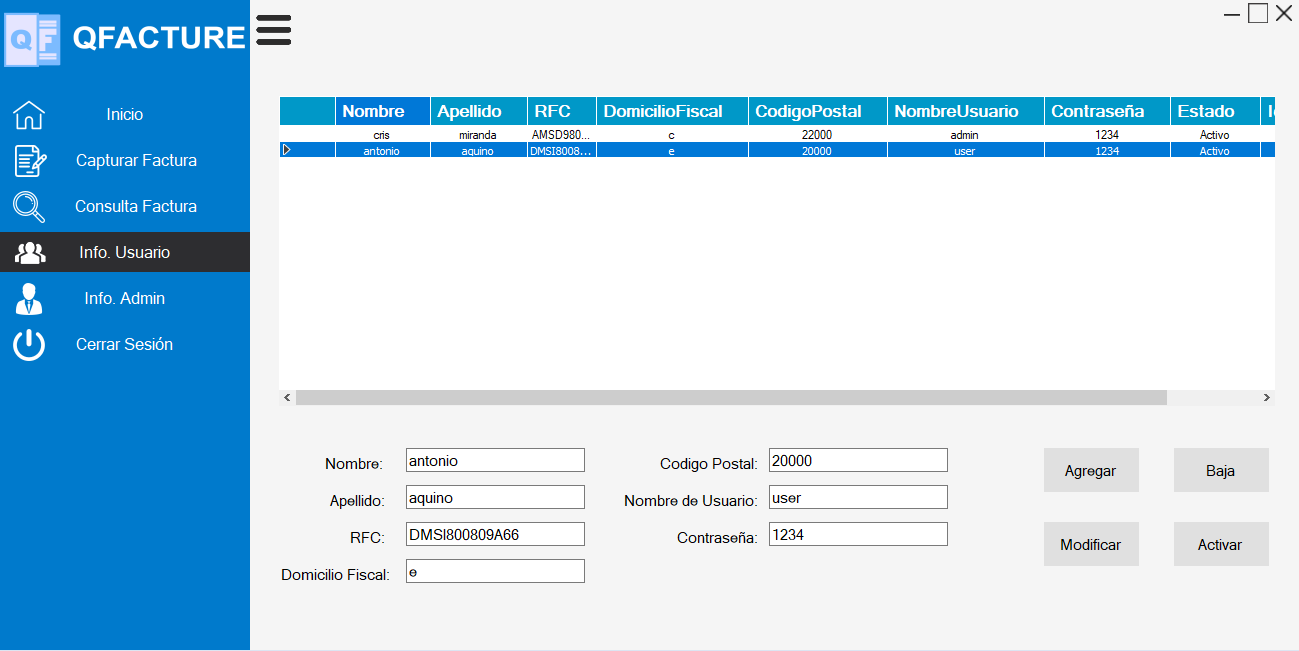 QF QFACTURE
Inicio
Capturar Factura
Consulta Factura
Info. Usuario
Info. Admin
Cerrar Sesión
Nombre Apellido RFC DomicilioFiscal CodigoPostal NombreUsuario Contraseña Estado
cris miranda AMSD980... c 22000 admin 1234 Activo
antonio aquino DMSI8008... e 20000 user 1234 Activo
Nombre: antonio Codigo Postal: 20000 Agregar Baja
Apellido: aquino Nombre de Usuario: user
RFC: DMSI800809A66 Contraseña: 1234 Modificar Activar
Domicilio Fiscal: e